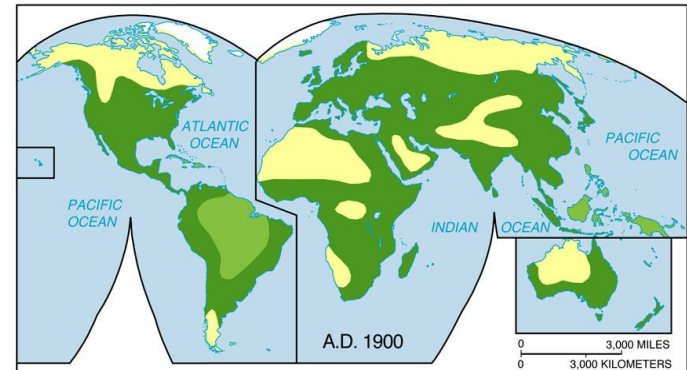 ATLANTIC
OCEAN
PACIFIC
OCEAN
PACIFIC
OCEAN
INDIAN
OCEAN
A.D. 1900
0 3,000 MILES
0 3,000 KILOMETERS